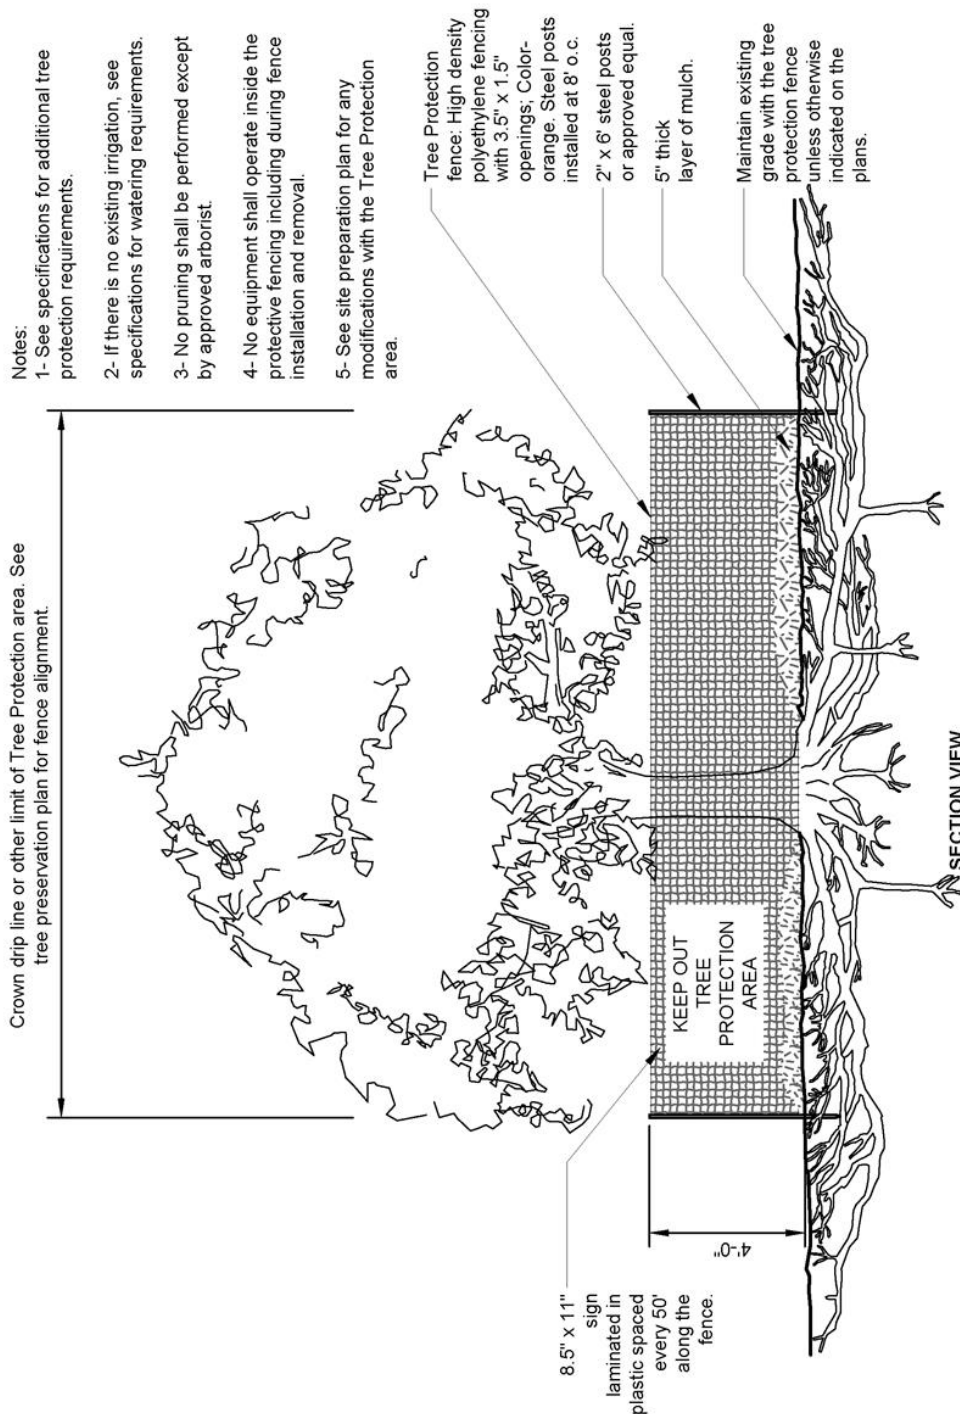 Crown drip line or other limit of Tree Protection area. See
tree preservation plan for fence alignment.
Notes:
1- See specifications for additional tree
protection requirements.
2- If there is no existing irrigation, see
specifications for watering requirements.
3- No pruning shall be performed except
by approved arborist.
4- No equipment shall operate inside the
protective fencing including during fence
installation and removal.
5- See site preparation plan for any
modifications with the Tree Protection
area.
Tree Protection
fence: High density
polyethylene fencing
with 3.5" x 1.5"
openings; Color-
orange. Steel posts
installed at 8' o.c.
2" x 6' steel posts
or approved equal.
5" thick
layer of mulch.
Maintain existing
grade with the tree
protection fence
unless otherwise
indicated on the
plans.
8.5" x 11"
sign
laminated in
plastic spaced
every 50'
along the
fence.
4'-0"
KEEP OUT
TREE
PROTECTION
AREA
SECTION VIEW